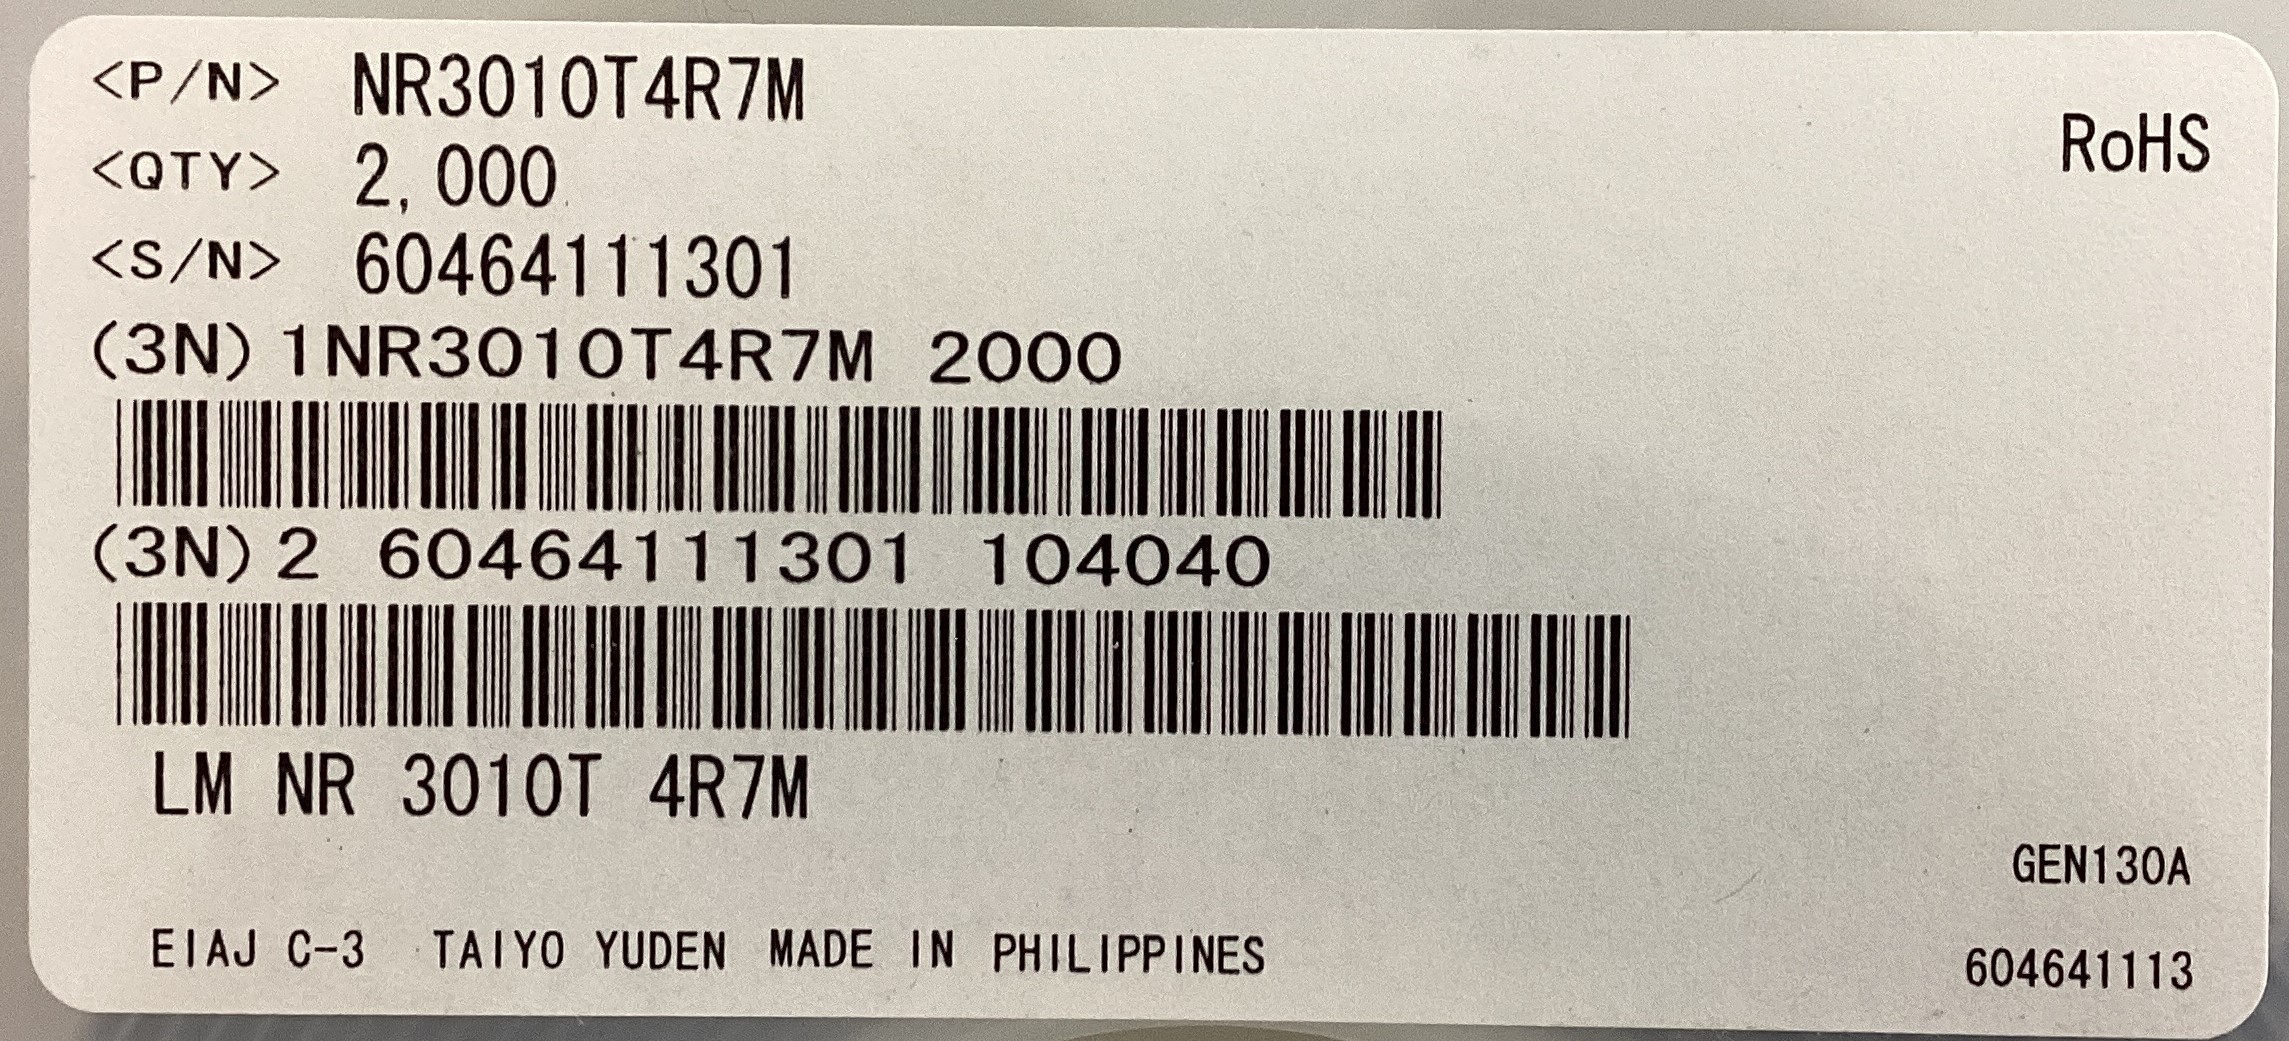 <P/N> NR3010T4R7M
RoHS
<QTY> 2,000
<S/N> 60464111301
(3N) 1NR3010T4R7M 2000
(3N) 2 60464111301 104040
LM NR 3010T 4R7M
GEN130A
EIAJ C-3 TAIYO YUDEN MADE IN PHILIPPINES
604641113